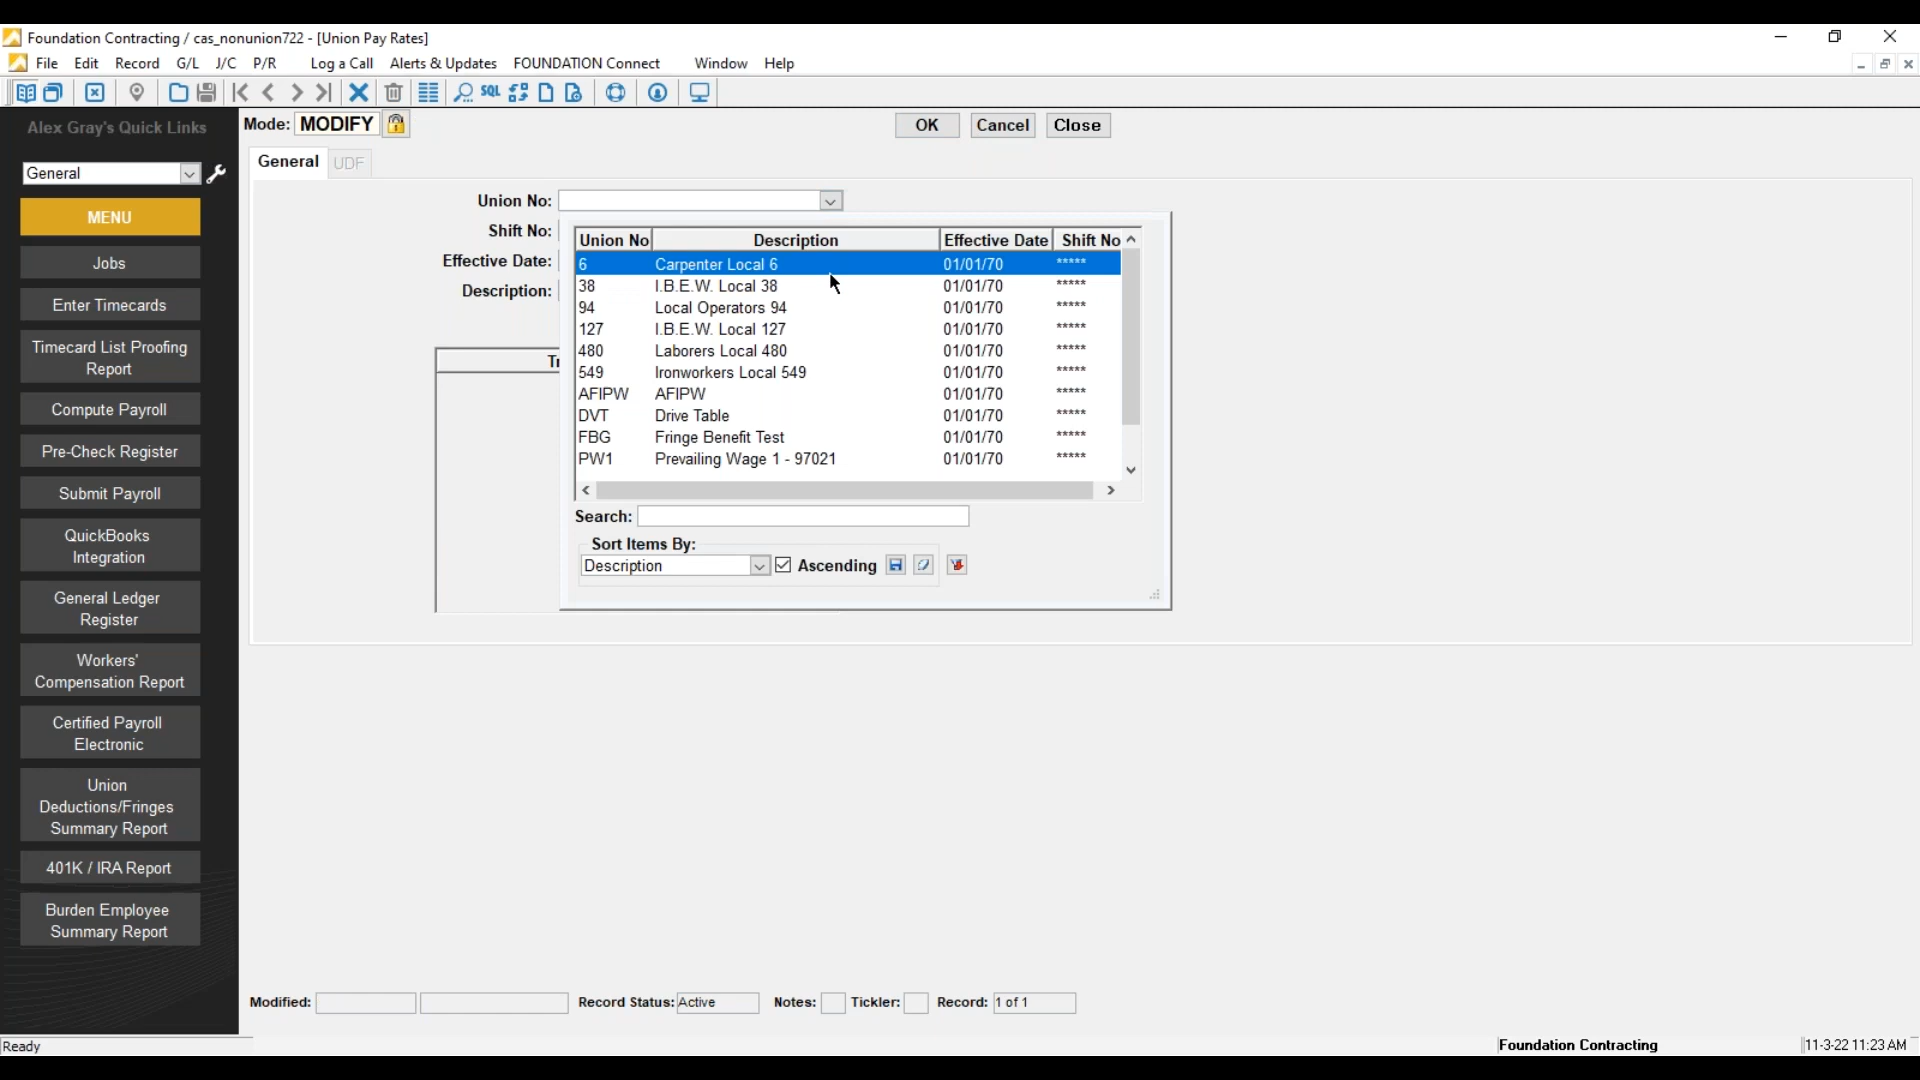 Foundation Contracting / cas_nonunion722 - [Union Pay Rates]
File Edit Record G/L J/C P/R Log a Call Alerts & Updates FOUNDATION Connect Window Help
SQL
Alex Gray's Quick Links
General
MENU
Jobs
Enter Timecards
Timecard List Proofing
Report
Compute Payroll
Pre-Check Register
Submit Payroll
QuickBooks
Integration
General Ledger
Register
Workers'
Compensation Report
Certified Payroll
Electronic
Union
Deductions/Fringes
Summary Report
401K / IRA Report
Burden Employee
Summary Report
Mode: MODIFY OK Cancel Close
General UDF
Union No:
Shift No:
Effective Date:
Description:
Tr
Union No Description Effective Date Shift No
6 Carpenter Local 6 01/01/70 *****
38 I.B.E.W. Local 38 01/01/70 *****
94 Local Operators 94 01/01/70 *****
127 I.B.E.W. Local 127 01/01/70 *****
480 Laborers Local 480 01/01/70 *****
549 Ironworkers Local 549 01/01/70 *****
AFIPW AFIPW 01/01/70 *****
DVT Drive Table 01/01/70 *****
FBG Fringe Benefit Test 01/01/70 *****
PW1 Prevailing Wage 1 - 97021 01/01/70 *****
Search:
Sort Items By:
Description Ascending
Modified: Record Status: Active Notes: Tickler: Record: 1 of 1
Ready Foundation Contracting 11-3-22 11:23 AM